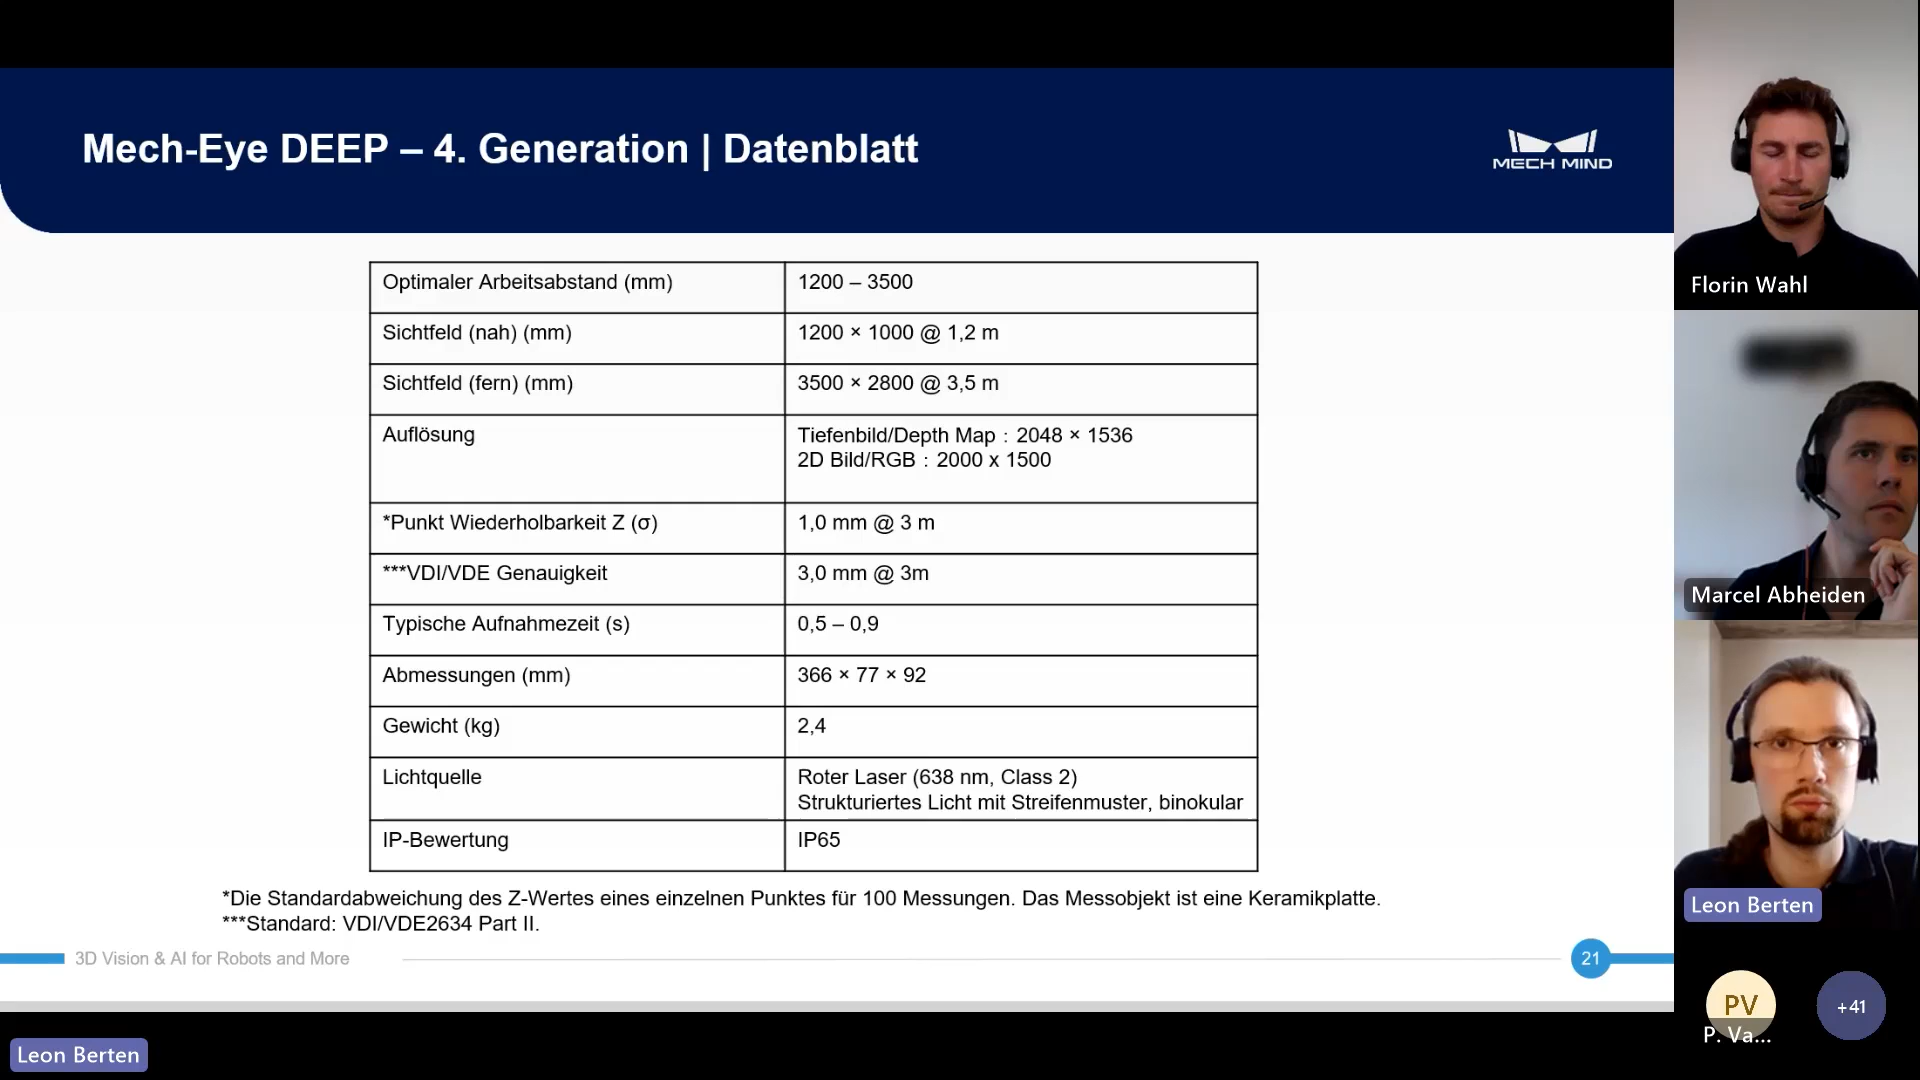 Mech-Eye DEEP – 4. Generation | Datenblatt
MECH MIND
Optimaler Arbeitsabstand (mm) 1200 – 3500
Sichtfeld (nah) (mm) 1200 × 1000 @ 1,2 m
Sichtfeld (fern) (mm) 3500 × 2800 @ 3,5 m
Auflösung Tiefenbild/Depth Map：2048 × 1536
2D Bild/RGB：2000 x 1500
*Punkt Wiederholbarkeit Z (σ) 1,0 mm @ 3 m
***VDI/VDE Genauigkeit 3,0 mm @ 3m
Typische Aufnahmezeit (s) 0,5 – 0,9
Abmessungen (mm) 366 × 77 × 92
Gewicht (kg) 2,4
Lichtquelle Roter Laser (638 nm, Class 2)
Strukturiertes Licht mit Streifenmuster, binokular
IP-Bewertung IP65
*Die Standardabweichung des Z-Wertes eines einzelnen Punktes für 100 Messungen. Das Messobjekt ist eine Keramikplatte.
***Standard: VDI/VDE2634 Part II.
3D Vision & AI for Robots and More
21
Leon Berten
Florin Wahl
Marcel Abheiden
Leon Berten
PV
P. Va...
+41